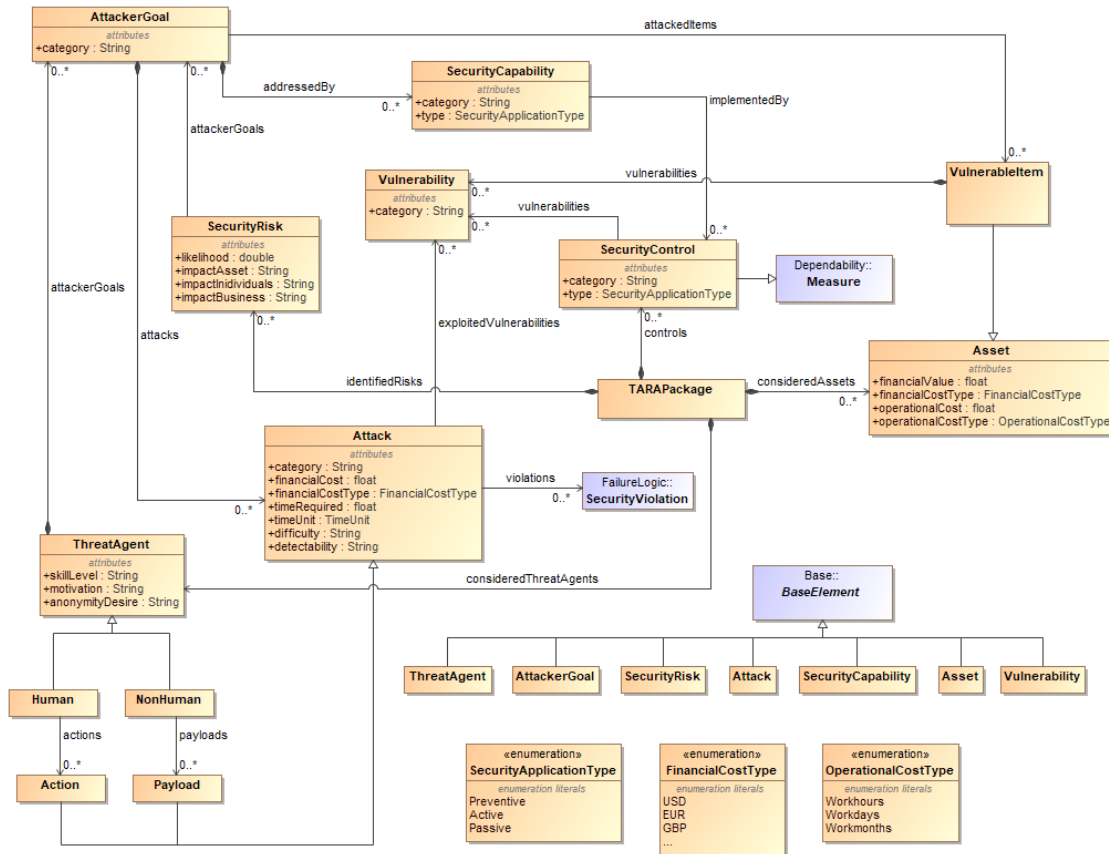 AttackerGoal
attributes
+category : String
attackedItems
0..*
0..*
addressedBy
0..*
SecurityCapability
attributes
+category : String
+type : SecurityApplicationType
implementedBy
attackerGoals
0..*
VulnerableItem
Vulnerability
attributes
+category : String
vulnerabilities
0..*
vulnerabilities
0..*
SecurityRisk
attributes
+likelihood : double
+impactAsset : String
+impactInidividuals : String
+impactBusiness : String
0..*
0..*
SecurityControl
attributes
+category : String
+type : SecurityApplicationType
0..*
Dependability::
Measure
attackerGoals
attacks
0..*
exploitedVulnerabilities
controls
identifiedRisks
TARAPackage
consideredAssets
0..*
Asset
attributes
+financialValue : float
+financialCostType : FinancialCostType
+operationalCost : float
+operationalCostType : OperationalCostType
Attack
attributes
+category : String
+financialCost : float
+financialCostType : FinancialCostType
+timeRequired : float
+timeUnit : TimeUnit
+difficulty : String
+detectability : String
0..*
violations
0..*
FailureLogic::
SecurityViolation
ThreatAgent
attributes
+skillLevel : String
+motivation : String
+anonymityDesire : String
consideredThreatAgents
Base::
BaseElement
ThreatAgent
AttackerGoal
SecurityRisk
Attack
SecurityCapability
Asset
Vulnerability
Human
NonHuman
actions
0..*
payloads
0..*
Action
Payload
«enumeration»
SecurityApplicationType
enumeration literals
Preventive
Active
Passive
«enumeration»
FinancialCostType
enumeration literals
USD
EUR
GBP
...
«enumeration»
OperationalCostType
enumeration literals
Workhours
Workdays
Workmonths